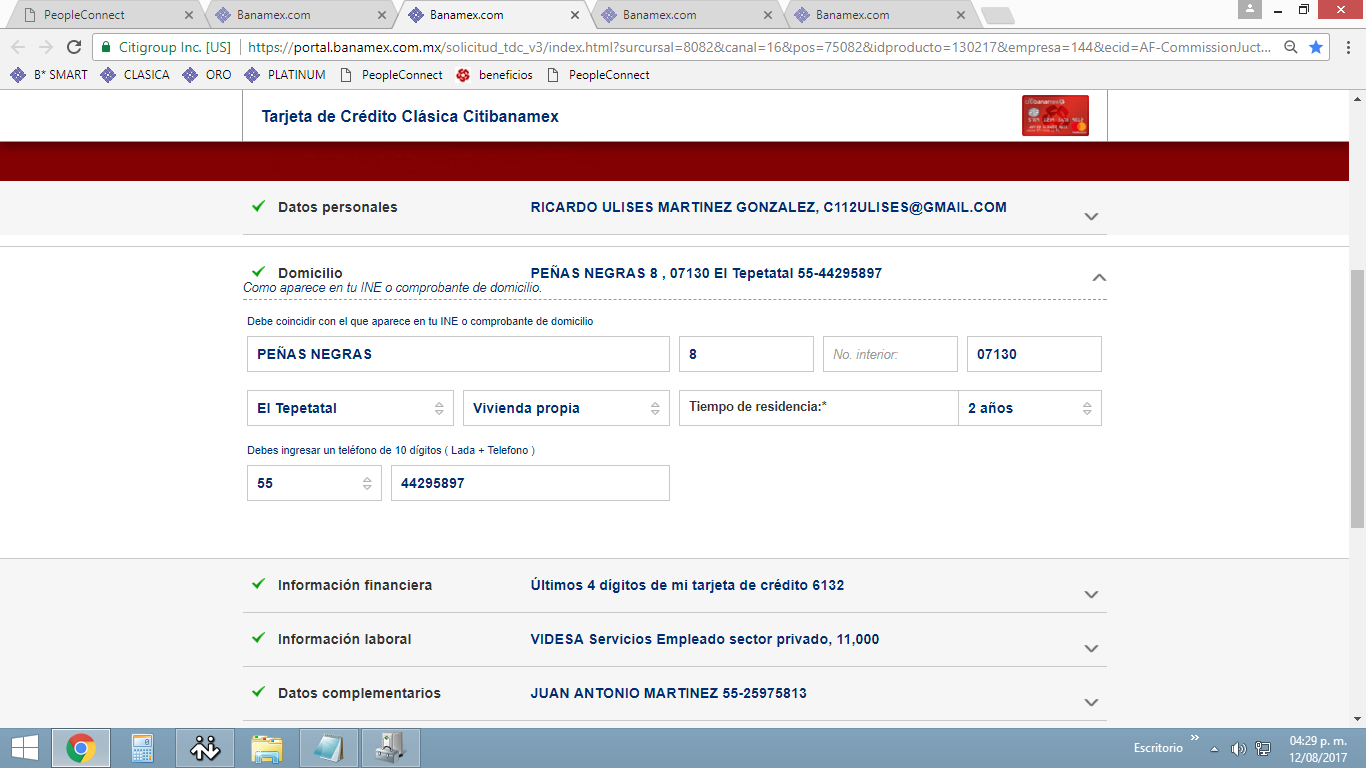 PeopleConnect
Banamex.com
Banamex.com
Banamex.com
Banamex.com
Citigroup Inc. [US]
https://portal.banamex.com.mx/solicitud_tdc_v3/index.html?surcursal=8082&canal=16&pos=75082&idproducto=130217&empresa=144&ecid=AF-CommissionJuct...
B* SMART
CLASICA
ORO
PLATINUM
PeopleConnect
beneficios
PeopleConnect
Tarjeta de Crédito Clásica Citibanamex
Datos personales
RICARDO ULISES MARTINEZ GONZALEZ, C112ULISES@GMAIL.COM
Domicilio
PEÑAS NEGRAS 8 , 07130 El Tepetatal 55-44295897
Como aparece en tu INE o comprobante de domicilio.
Debe coincidir con el que aparece en tu INE o comprobante de domicilio
PEÑAS NEGRAS
8
No. interior:
07130
El Tepetatal
Vivienda propia
Tiempo de residencia:*
2 años
Debes ingresar un teléfono de 10 dígitos ( Lada + Telefono )
55
44295897
Información financiera
Últimos 4 dígitos de mi tarjeta de crédito 6132
Información laboral
VIDESA Servicios Empleado sector privado, 11,000
Datos complementarios
JUAN ANTONIO MARTINEZ 55-25975813
Escritorio
04:29 p. m.
12/08/2017